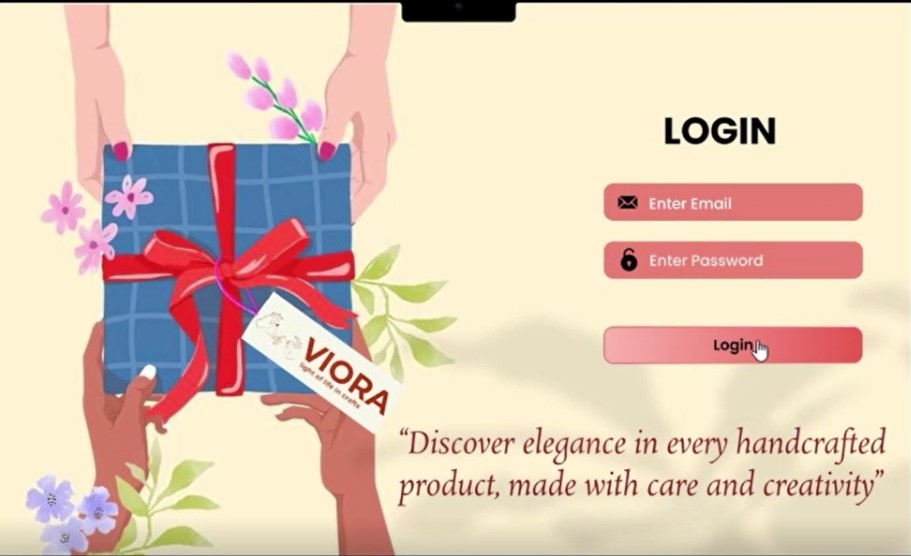 LOGIN
Enter Email
Enter Password
Login
VIORA
light of life in crafts
“Discover elegance in every handcrafted
product, made with care and creativity”